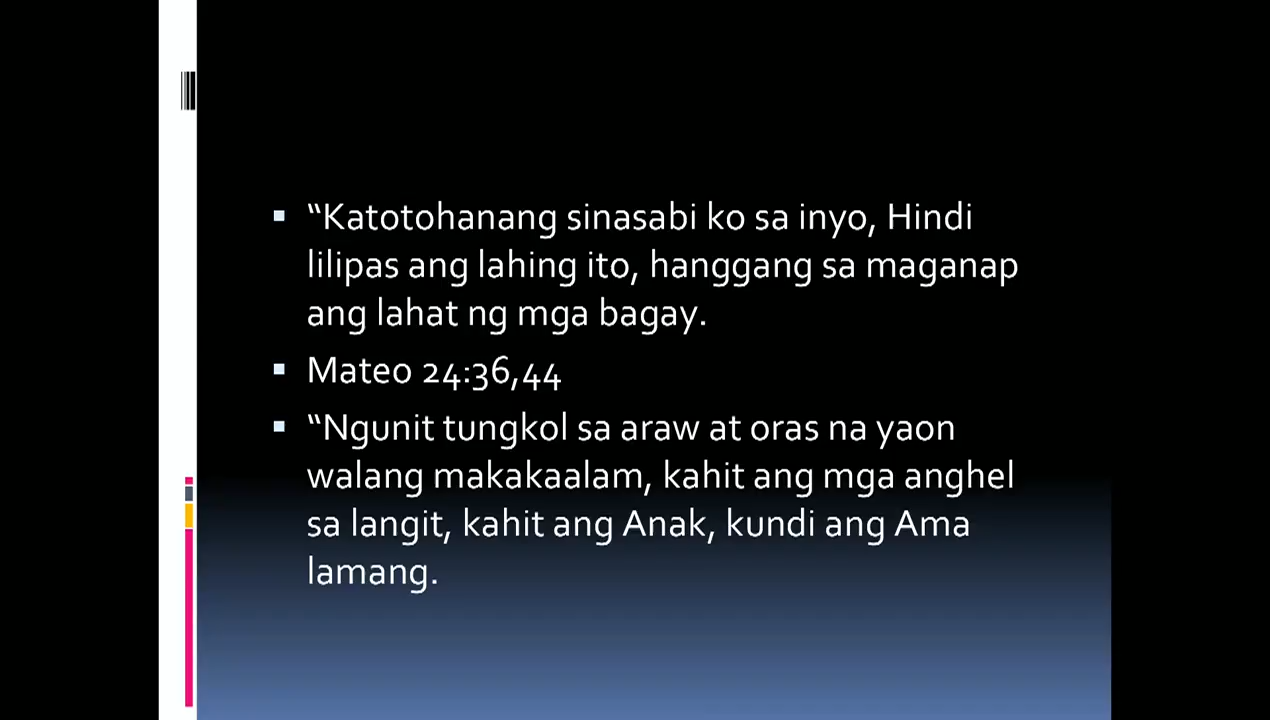 ▪ “Katotohanang sinasabi ko sa inyo, Hindi
lilipas ang lahing ito, hanggang sa maganap
ang lahat ng mga bagay.
▪ Mateo 24:36,44
▪ “Ngunit tungkol sa araw at oras na yaon
walang makakaalam, kahit ang mga anghel
sa langit, kahit ang Anak, kundi ang Ama
lamang.